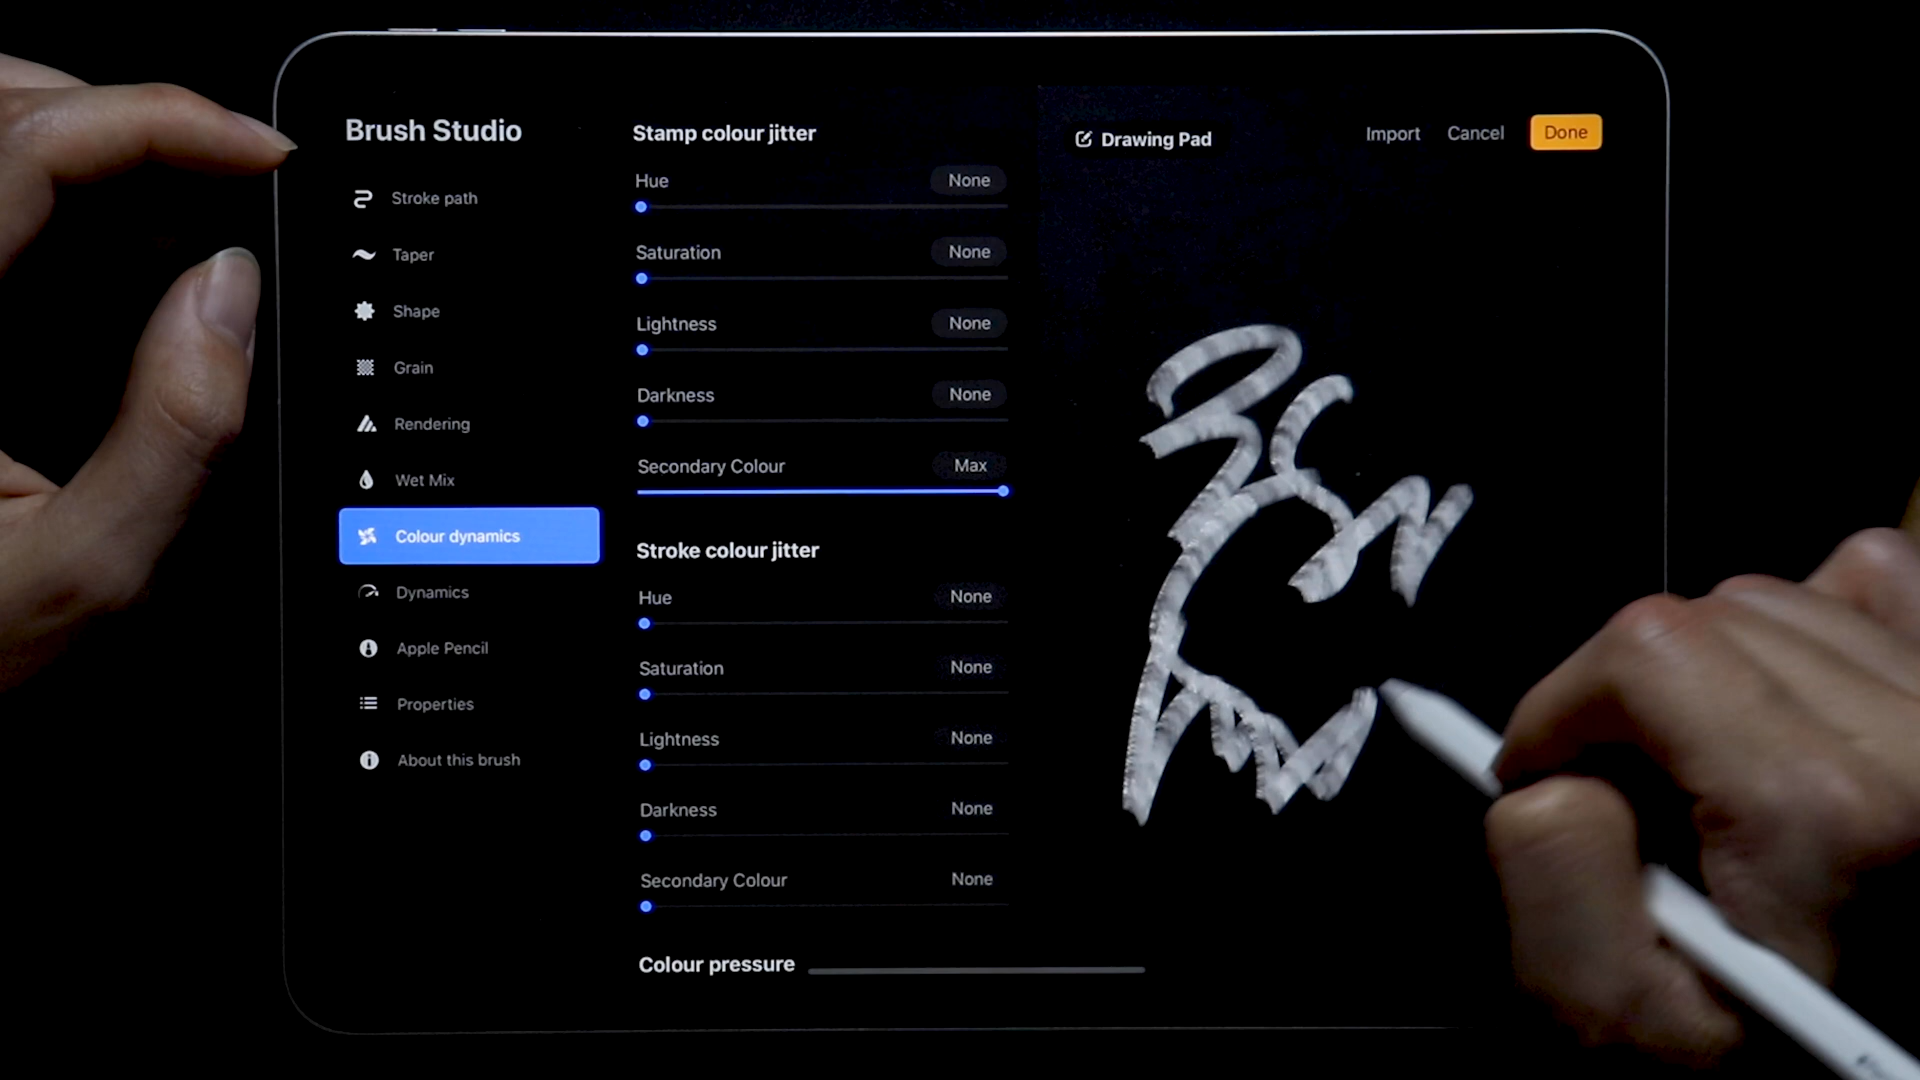 Brush Studio
Stroke path
Taper
Shape
Grain
Rendering
Wet Mix
Colour dynamics
Dynamics
Apple Pencil
Properties
About this brush
Stamp colour jitter
Hue None
Saturation None
Lightness None
Darkness None
Secondary Colour Max
Stroke colour jitter
Hue None
Saturation None
Lightness None
Darkness None
Secondary Colour None
Colour pressure
Drawing Pad
Import
Cancel
Done